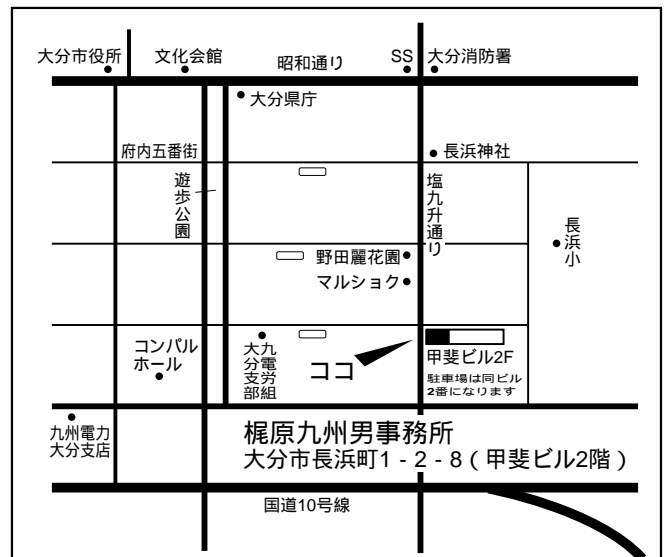 大分市役所
文化会館
昭和通り
SS
大分消防署
大分県庁
府内五番街
長浜神社
遊歩公園
塩九升通り
長浜小
野田麗花園
マルショク
コンパル
ホール
九電労組
大分支部
ココ
甲斐ビル2F
駐車場は同ビル
2番になります
九州電力
大分支店
梶原九州男事務所
大分市長浜町1 - 2 - 8（甲斐ビル2階）
国道10号線